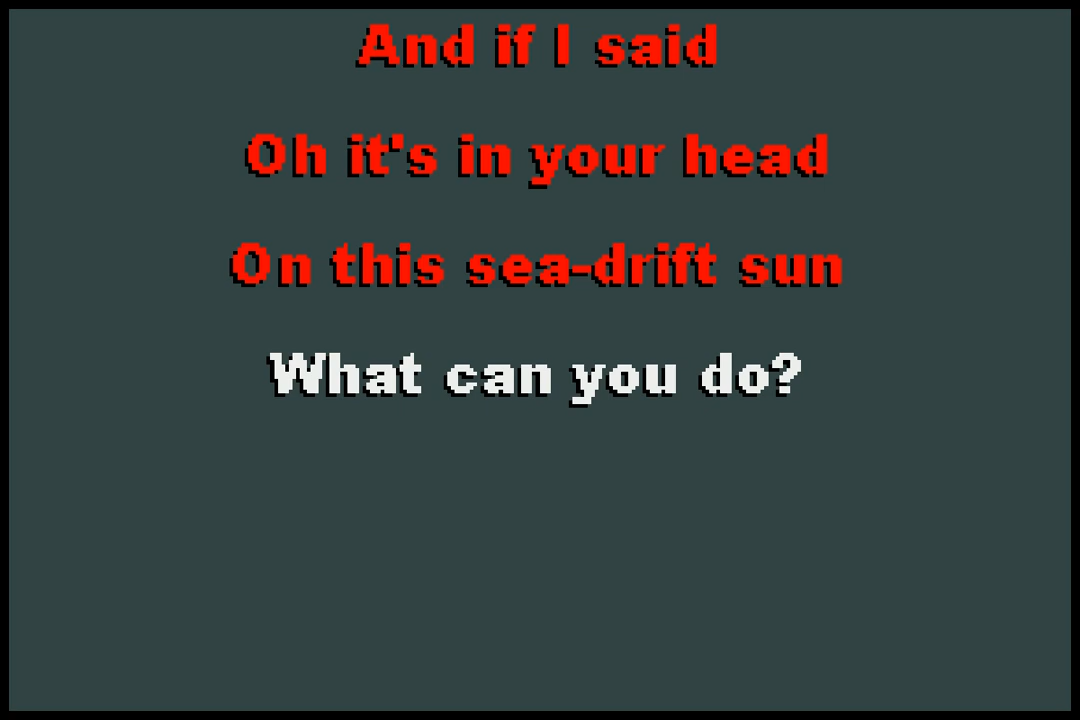 And if I said
Oh it's in your head
On this sea-drift sun
What can you do?